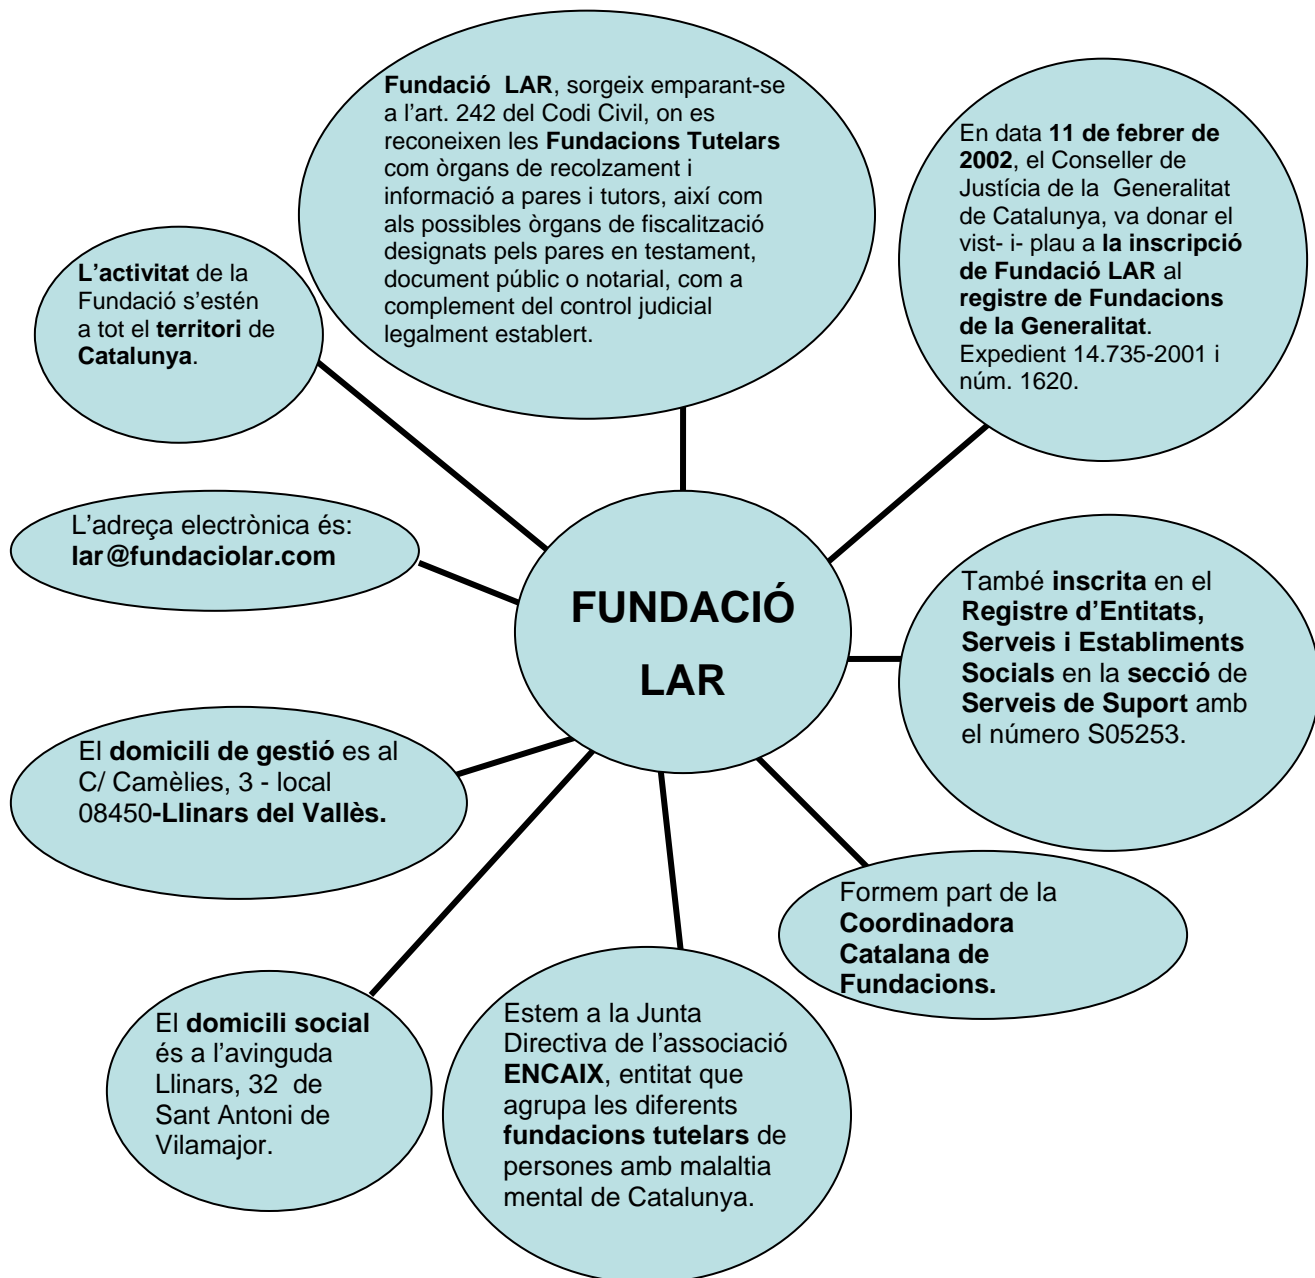 Fundació LAR, sorgeix emparant-se
a l’art. 242 del Codi Civil, on es
reconeixen les Fundacions Tutelars
com òrgans de recolzament i
informació a pares i tutors, així com
als possibles òrgans de fiscalització
designats pels pares en testament,
document públic o notarial, com a
complement del control judicial
legalment establert.
En data 11 de febrer de
2002, el Conseller de
Justícia de la Generalitat
de Catalunya, va donar el
vist- i- plau a la inscripció
de Fundació LAR al
registre de Fundacions
de la Generalitat.
Expedient 14.735-2001 i
núm. 1620.
L’activitat de la
Fundació s’estén
a tot el territori de
Catalunya.
L’adreça electrònica és:
lar@fundaciolar.com
FUNDACIÓ
LAR
També inscrita en el
Registre d’Entitats,
Serveis i Establiments
Socials en la secció de
Serveis de Suport amb
el número S05253.
El domicili de gestió es al
C/ Camèlies, 3 - local
08450-Llinars del Vallès.
Formem part de la
Coordinadora
Catalana de
Fundacions.
El domicili social
és a l’avinguda
Llinars, 32 de
Sant Antoni de
Vilamajor.
Estem a la Junta
Directiva de l’associació
ENCAIX, entitat que
agrupa les diferents
fundacions tutelars de
persones amb malaltia
mental de Catalunya.